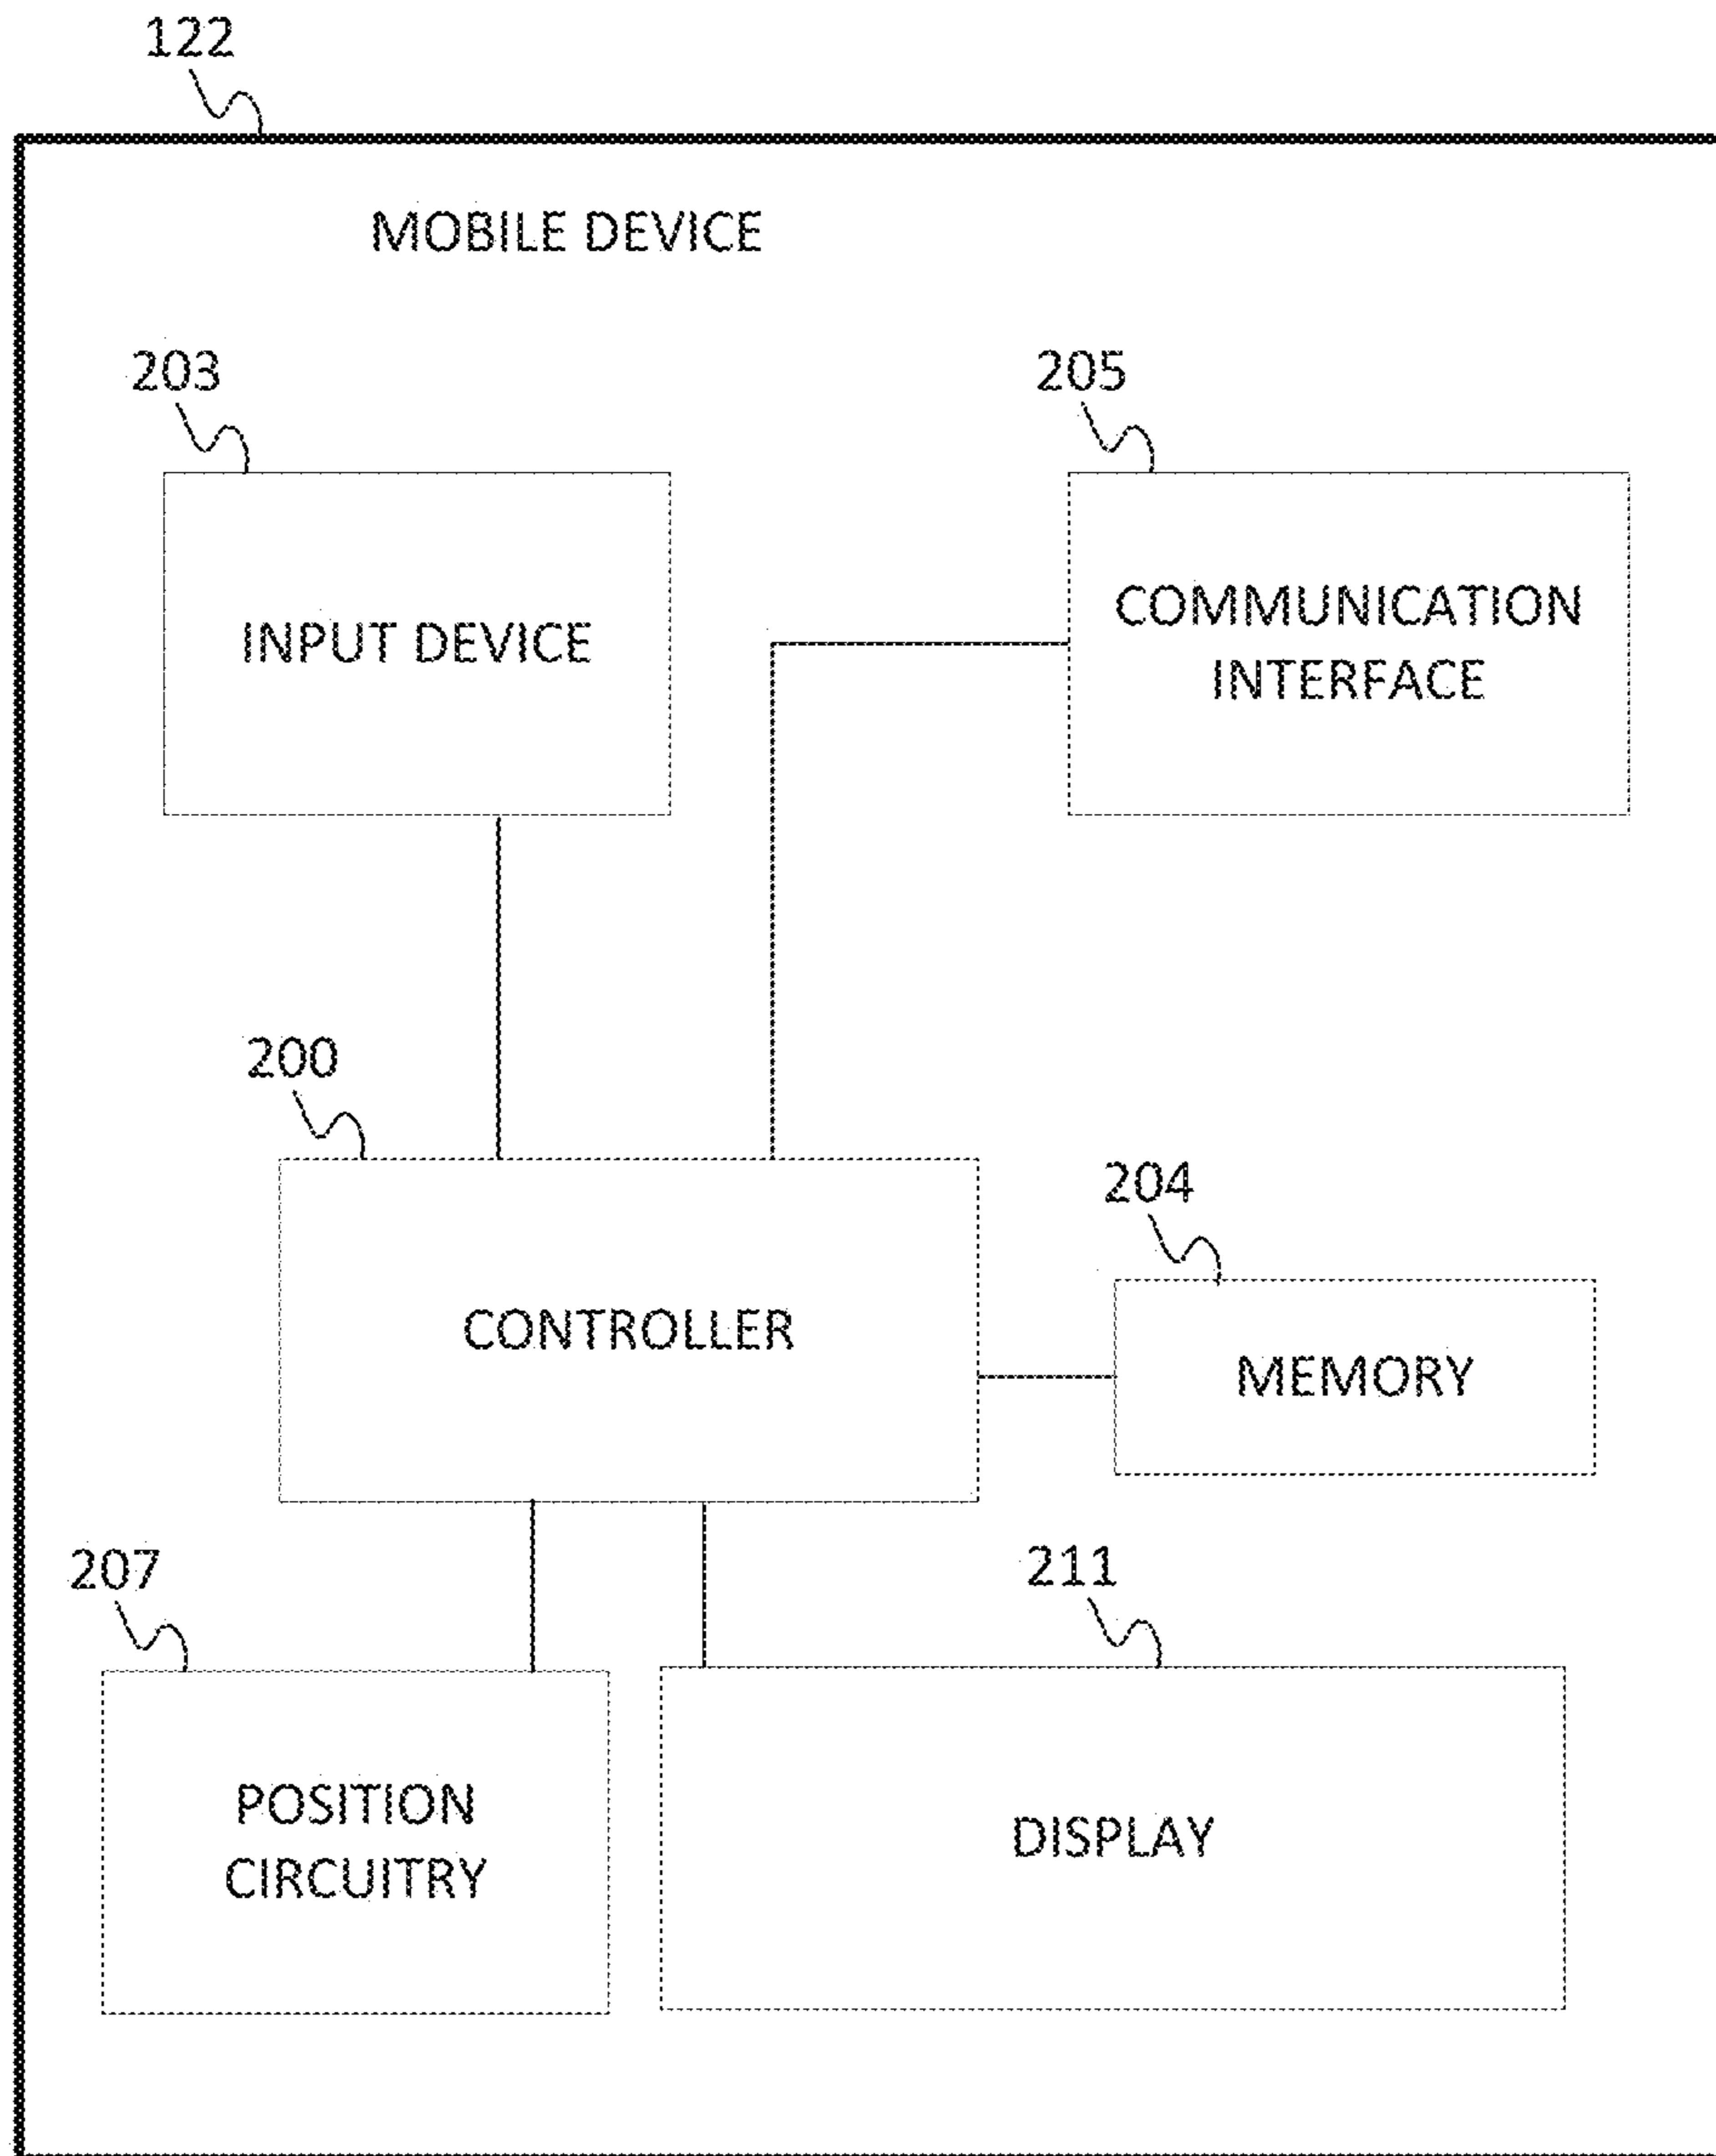 122
MOBILE DEVICE
203
205
INPUT DEVICE
COMMUNICATION
INTERFACE
200
204
CONTROLLER
MEMORY
207
211
POSITION
CIRCUITRY
DISPLAY